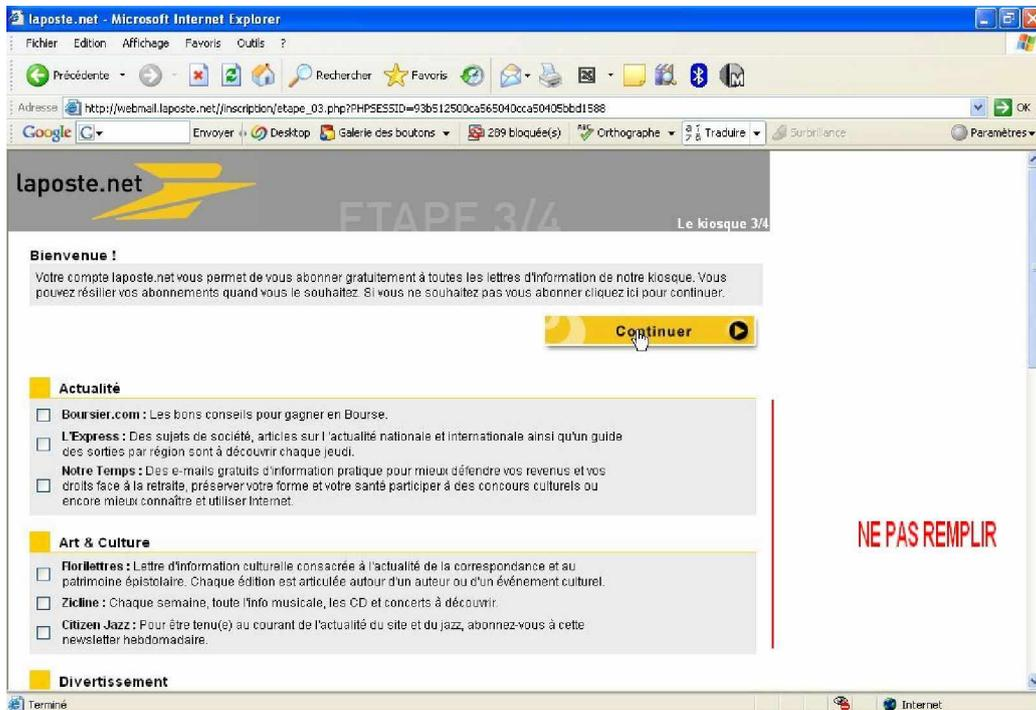 laposte.net - Microsoft Internet Explorer
Fichier Edition Affichage Favoris Outils ?
Précédente Rechercher Favoris
Adresse http://webmail.laposte.net//inscription/etape_03.php?PHPSESSID=93b512500ca565040cca50405bbd1588 OK
Google G Envoyer Desktop Galerie des boutons 289 bloquée(s) Orthographe Traduire Surbrillance Paramètres
laposte.net
ETAPE 3/4
Le kiosque 3/4
Bienvenue !
Votre compte laposte.net vous permet de vous abonner gratuitement à toutes les lettres d'information de notre kiosque. Vous
pouvez résilier vos abonnements quand vous le souhaitez. Si vous ne souhaitez pas vous abonner cliquez ici pour continuer.
Continuer
Actualité
Boursier.com : Les bons conseils pour gagner en Bourse.
L'Express : Des sujets de société, articles sur l'actualité nationale et internationale ainsi qu'un guide
des sorties par région sont à découvrir chaque jeudi.
Notre Temps : Des e-mails gratuits d'information pratique pour mieux défendre vos revenus et vos
droits face à la retraite, préserver votre forme et votre santé participer à des concours culturels ou
encore mieux connaître et utiliser Internet.
NE PAS REMPLIR
Art & Culture
Florilettres : Lettre d'information culturelle consacrée à l'actualité de la correspondance et au
patrimoine épistolaire. Chaque édition est articulée autour d'un auteur ou d'un événement culturel.
Zicline : Chaque semaine, toute l'info musicale, les CD et concerts à découvrir.
Citizen Jazz : Pour être tenu(e) au courant de l'actualité du site et du jazz, abonnez-vous à cette
newsletter hebdomadaire.
Divertissement
Terminé Internet